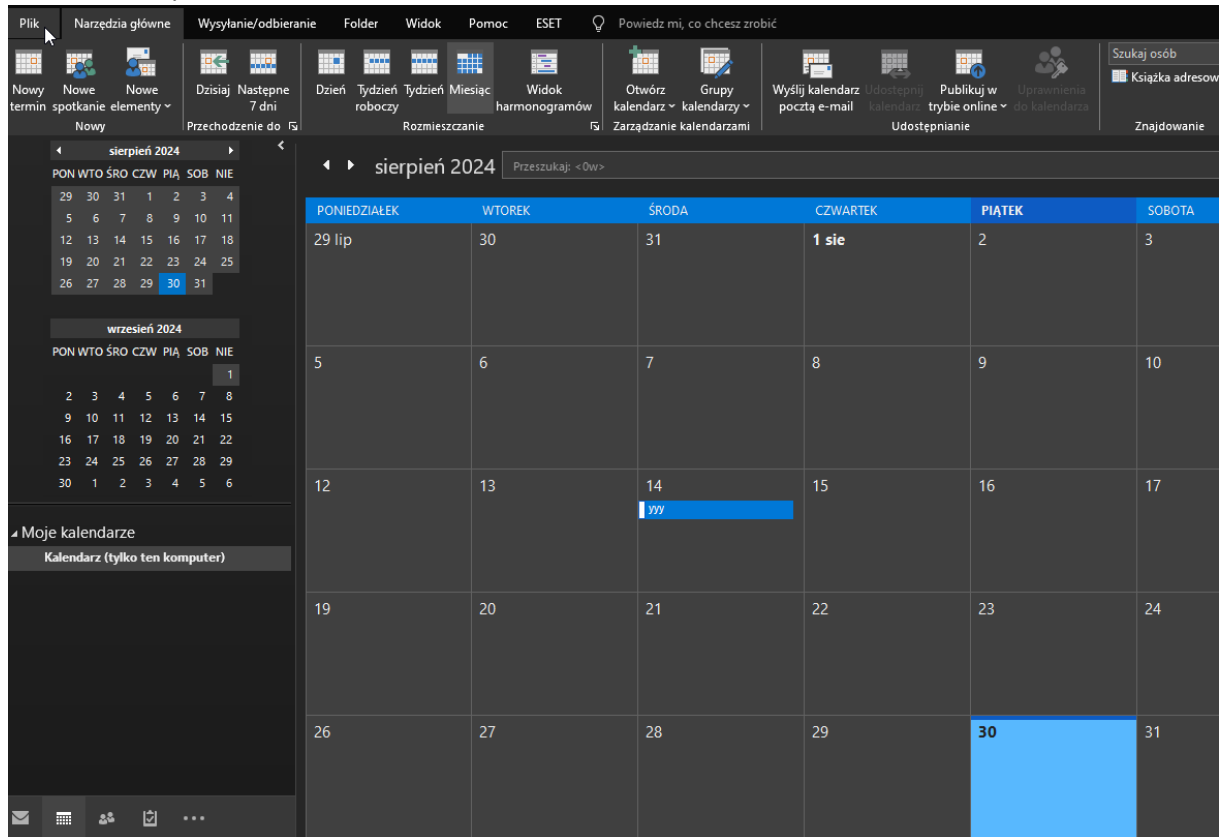 Plik Narzędzia główne Wysyłanie/odbieranie Folder Widok Pomoc ESET Powiedz mi, co chcesz zrobić
Nowy termin
Nowe spotkanie
Nowe elementy
Nowy
Dzisiaj
Następne 7 dni
Przechodzenie do
Dzień
Tydzień roboczy
Tydzień
Miesiąc
Widok harmonogramów
Rozmieszczanie
Otwórz kalendarz
Grupy kalendarzy
Zarządzanie kalendarzami
Wyślij kalendarz pocztą e-mail
Udostępnij kalendarz
Publikuj w trybie online
Uprawnienia do kalendarza
Udostępnianie
Szukaj osób
Książka adresow
Znajdowanie
sierpień 2024
PON WTO ŚRO CZW PIĄ SOB NIE
29 30 31 1 2 3 4
5 6 7 8 9 10 11
12 13 14 15 16 17 18
19 20 21 22 23 24 25
26 27 28 29 30 31
wrzesień 2024
PON WTO ŚRO CZW PIĄ SOB NIE
1
2 3 4 5 6 7 8
9 10 11 12 13 14 15
16 17 18 19 20 21 22
23 24 25 26 27 28 29
30 1 2 3 4 5 6
Moje kalendarze
Kalendarz (tylko ten komputer)
sierpień 2024 Przeszukaj: <0w>
PONIEDZIAŁEK WTOREK ŚRODA CZWARTEK PIĄTEK SOBOTA
29 lip 30 31 1 sie 2 3
5 6 7 8 9 10
12 13 14 15 16 17
yyy
19 20 21 22 23 24
26 27 28 29 30 31